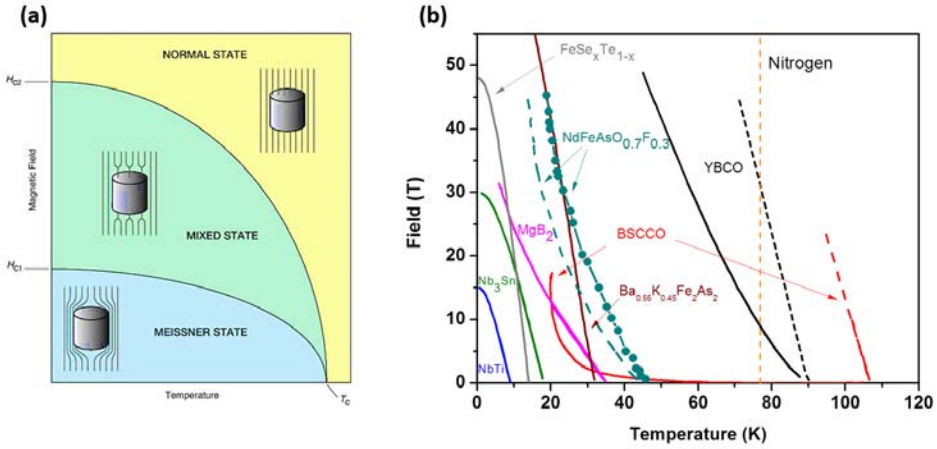 (a)
NORMAL STATE
HC2
Magnetic Field
MIXED STATE
HC1
MEISSNER STATE
Temperature
TC
(b)
FeSexTe1-x
Nitrogen
NdFeAsO0.7F0.3
YBCO
MgB2
BSCCO
Nb3Sn
Ba0.55K0.45Fe2As2
NbTi
Field (T)
50
40
30
20
10
0
0 20 40 60 80 100 120
Temperature (K)